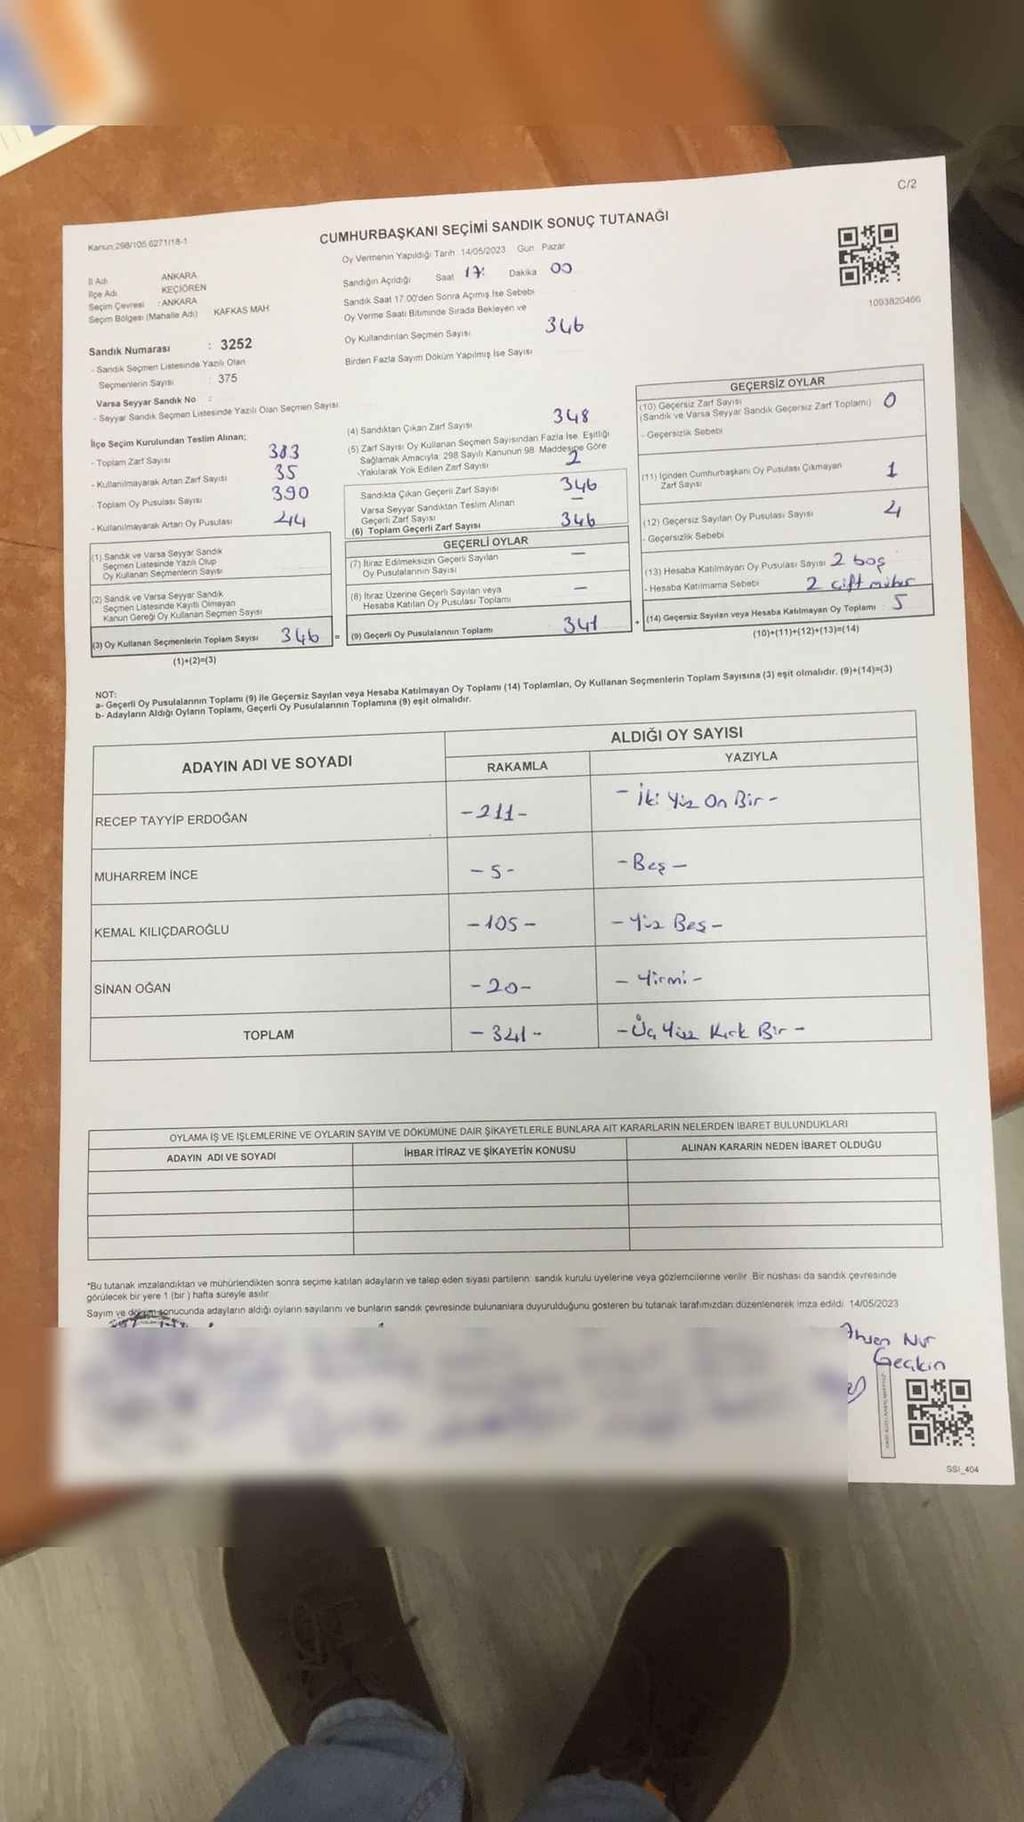 C/2
Kanun:298/105 6271/18-1
CUMHURBAŞKANI SEÇİMİ SANDIK SONUÇ TUTANAĞI
Oy Vermenin Yapıldığı Tarih 14/05/2023 Gün Pazar
İl Adı ANKARA
İlçe Adı KEÇİÖREN
Seçim Çevresi : ANKARA
Seçim Bölgesi (Mahalle Adı) KAFKAS MAH
Sandığın Açıldığı Saat 17: Dakika 00
Sandık Saat 17.00'den Sonra Açımış İse Sebebi
Oy Verme Saati Bitiminde Sırada Bekleyen ve
Oy Kullandırılan Seçmen Sayısı 346
Birden Fazla Sayım Döküm Yapılmış İse Sayısı
1003820466
Sandık Numarası : 3252
- Sandık Seçmen Listesinde Yazılı Olan
Seçmenlerin Sayısı : 375
Varsa Seyyar Sandık No :
- Seyyar Sandık Seçmen Listesinde Yazılı Olan Seçmen Sayısı
İlçe Seçim Kurulundan Teslim Alınan;
- Toplam Zarf Sayısı 383
- Kullanılmayarak Artan Zarf Sayısı 35
- Toplam Oy Pusulası Sayısı 390
- Kullanılmayarak Artan Oy Pusulası 44
(1) Sandık ve Varsa Seyyar Sandık
Seçmen Listesinde Yazılı Olup
Oy Kullanan Seçmenlerin Sayısı
(2) Sandık ve Varsa Seyyar Sandık
Seçmen Listesinde Kayıtlı Olmayan
Kanun Gereği Oy Kullanan Seçmen Sayısı
(3) Oy Kullanan Seçmenlerin Toplam Sayısı 346 =
(1)+(2)=(3)
(4) Sandıktan Çıkan Zarf Sayısı 348
(5) Zarf Sayısı Oy Kullanan Seçmen Sayısından Fazla İse, Eşitliği
Sağlamak Amacıyla 298 Sayılı Kanunun 98 Maddesine Göre
Yakılarak Yok Edilen Zarf Sayısı 2
Sandıkta Çıkan Geçerli Zarf Sayısı 346
Varsa Seyyar Sandıktan Teslim Alınan
Geçerli Zarf Sayısı —
(6) Toplam Geçerli Zarf Sayısı 346
GEÇERLİ OYLAR
(7) İtiraz Edilmeksizin Geçerli Sayılan
Oy Pusulalarının Sayısı —
(8) İtiraz Üzerine Geçerli Sayılan veya
Hesaba Katılan Oy Pusulası Toplamı —
(9) Geçerli Oy Pusulalarının Toplamı 341 +
GEÇERSİZ OYLAR
(10) Geçersiz Zarf Sayısı
(Sandık ve Varsa Seyyar Sandık Geçersiz Zarf Toplamı) 0
- Geçersizlik Sebebi
(11) İçinden Cumhurbaşkanı Oy Pusulası Çıkmayan
Zarf Sayısı 1
(12) Geçersiz Sayılan Oy Pusulası Sayısı 4
- Geçersizlik Sebebi
(13) Hesaba Katılmayan Oy Pusulası Sayısı 2 boş
- Hesaba Katılmama Sebebi 2 çift mühür
(14) Geçersiz Sayılan veya Hesaba Katılmayan Oy Toplamı 5
(10)+(11)+(12)+(13)=(14)
NOT:
a- Geçerli Oy Pusulalarının Toplamı (9) ile Geçersiz Sayılan veya Hesaba Katılmayan Oy Toplamı (14) Toplamları, Oy Kullanan Seçmenlerin Toplam Sayısına (3) eşit olmalıdır. (9)+(14)=(3)
b- Adayların Aldığı Oyların Toplamı, Geçerli Oy Pusulalarının Toplamına (9) eşit olmalıdır.
ADAYIN ADI VE SOYADI ALDIĞI OY SAYISI
RAKAMLA YAZIYLA
RECEP TAYYİP ERDOĞAN -211- - İki Yüz On Bir -
MUHARREM İNCE - 5 - - Beş -
KEMAL KILIÇDAROĞLU -105- - Yüz Beş -
SİNAN OĞAN -20- - Yirmi -
TOPLAM - 341 - - Üç Yüz Kırk Bir -
OYLAMA İŞ VE İŞLEMLERİNE VE OYLARIN SAYIM VE DÖKÜMÜNE DAİR ŞİKAYETLERLE BUNLARA AİT KARARLARIN NELERDEN İBARET BULUNDUKLARI
ADAYIN ADI VE SOYADI İHBAR İTİRAZ VE ŞİKAYETİN KONUSU ALINAN KARARIN NEDEN İBARET OLDUĞU
*Bu tutanak imzalandıktan ve mühürlendikten sonra seçime katılan adayların ve talep eden siyasi partilerin sandık kurulu üyelerine veya gözlemcilerine verilir. Bir nüshası da sandık çevresinde
görülecek bir yere 1 (bir) hafta süreyle asılır
Sayım ve döküm sonucunda adayların aldığı oyların sayılarını ve bunların sandık çevresinde bulunanlara duyurulduğunu gösteren bu tutanak tarafımızdan düzenlenerek imza edildi 14/05/2023
Nur
Geçkin
SSI_404